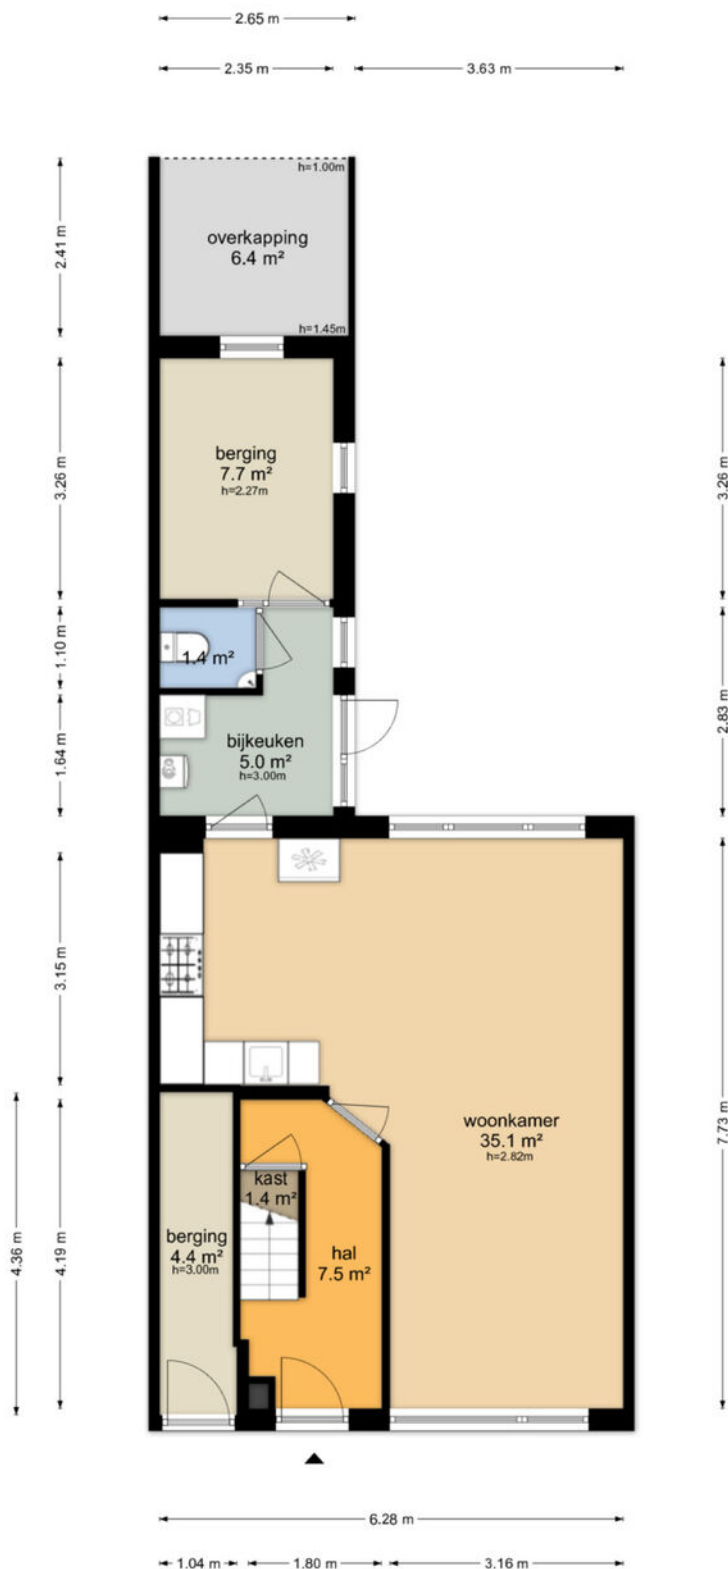 2.65 m
2.35 m
3.63 m
h=1.00m
overkapping
6.4 m²
h=1.45m
2.41 m
berging
7.7 m²
h=2.27m
3.26 m
3.26 m
1.4 m²
1.10 m
bijkeuken
5.0 m²
h=3.00m
1.64 m
2.83 m
3.15 m
woonkamer
35.1 m²
h=2.82m
7.73 m
kast
1.4 m²
berging
4.4 m²
h=3.00m
hal
7.5 m²
4.36 m
4.19 m
6.28 m
1.04 m
1.80 m
3.16 m